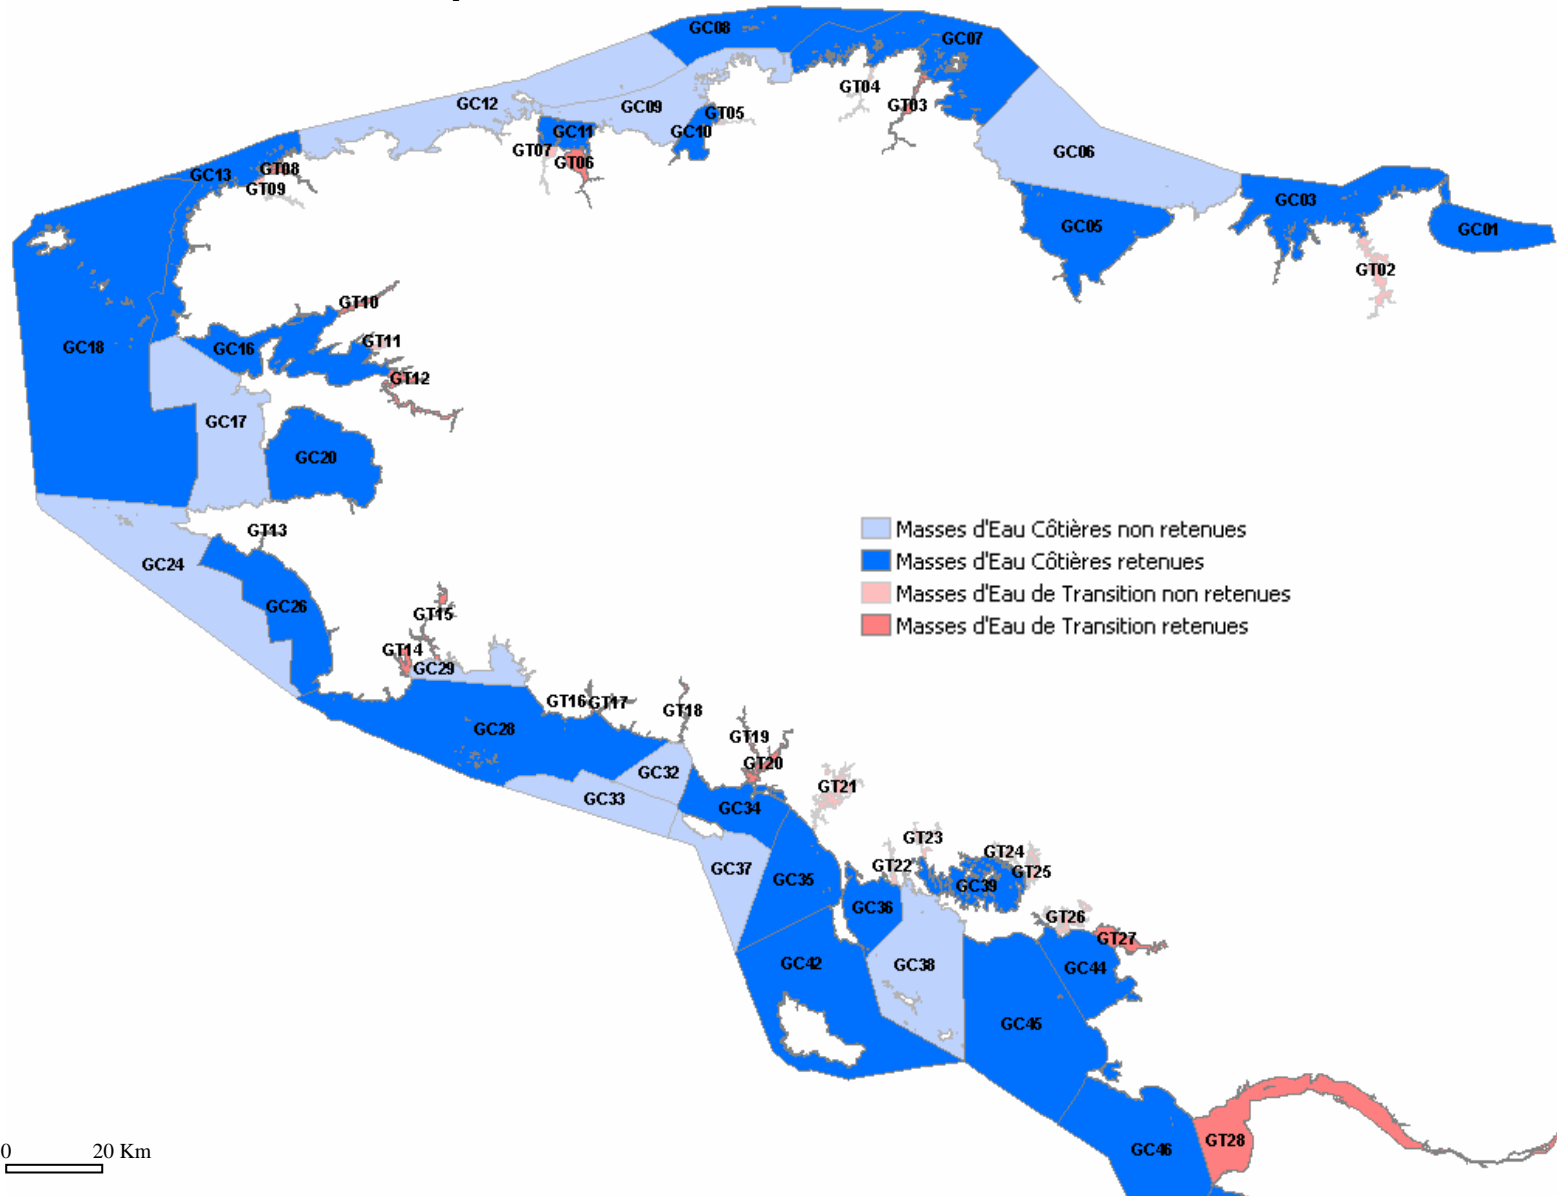 GC08
GC07
GC12
GC09
GT04
GT03
GT05
GC10
GC11
GT07
GT06
GC06
GC13
GT08
GT09
GC03
GC05
GC01
GT02
GT10
GT11
GT12
GC18
GC16
GC17
GC20
GT13
GC24
GC26
Masses d'Eau Côtières non retenues
Masses d'Eau Côtières retenues
Masses d'Eau de Transition non retenues
Masses d'Eau de Transition retenues
GT15
GT14
GC29
GT16
GT17
GT18
GC28
GT19
GT20
GC32
GC33
GC34
GT21
GT23
GT22
GT24
GT25
GC37
GC35
GC39
GC36
GT26
GT27
GC42
GC38
GC44
GC45
GT28
GC46
0 20 Km